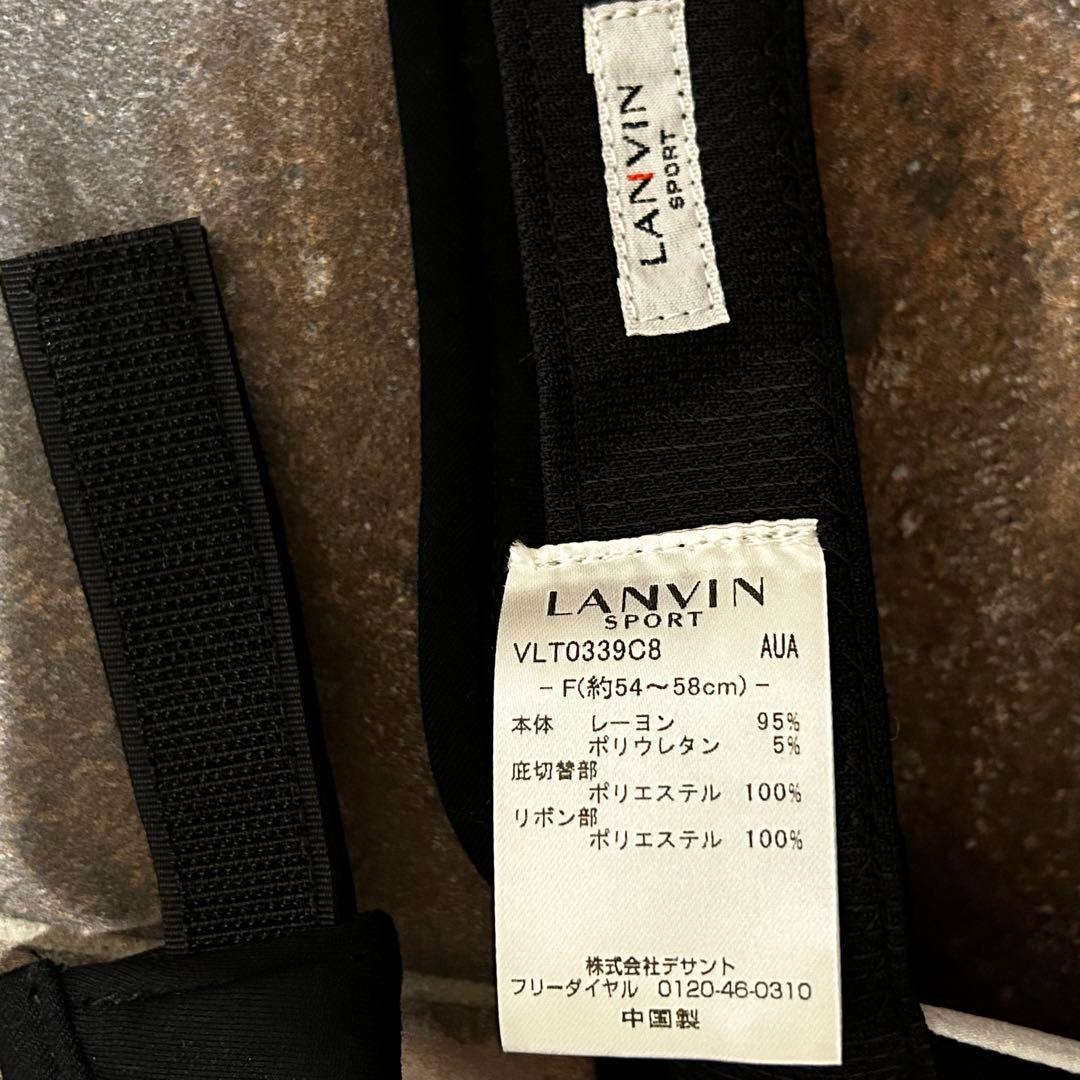 LANVIN
SPORT
LANVIN
SPORT
VLT0339C8 AUA
- F(約54～58cm) -
本体 レーヨン 95%
ポリウレタン 5%
庇切替部
ポリエステル 100%
リボン部
ポリエステル 100%
株式会社デサント
フリーダイヤル 0120-46-0310
中国製